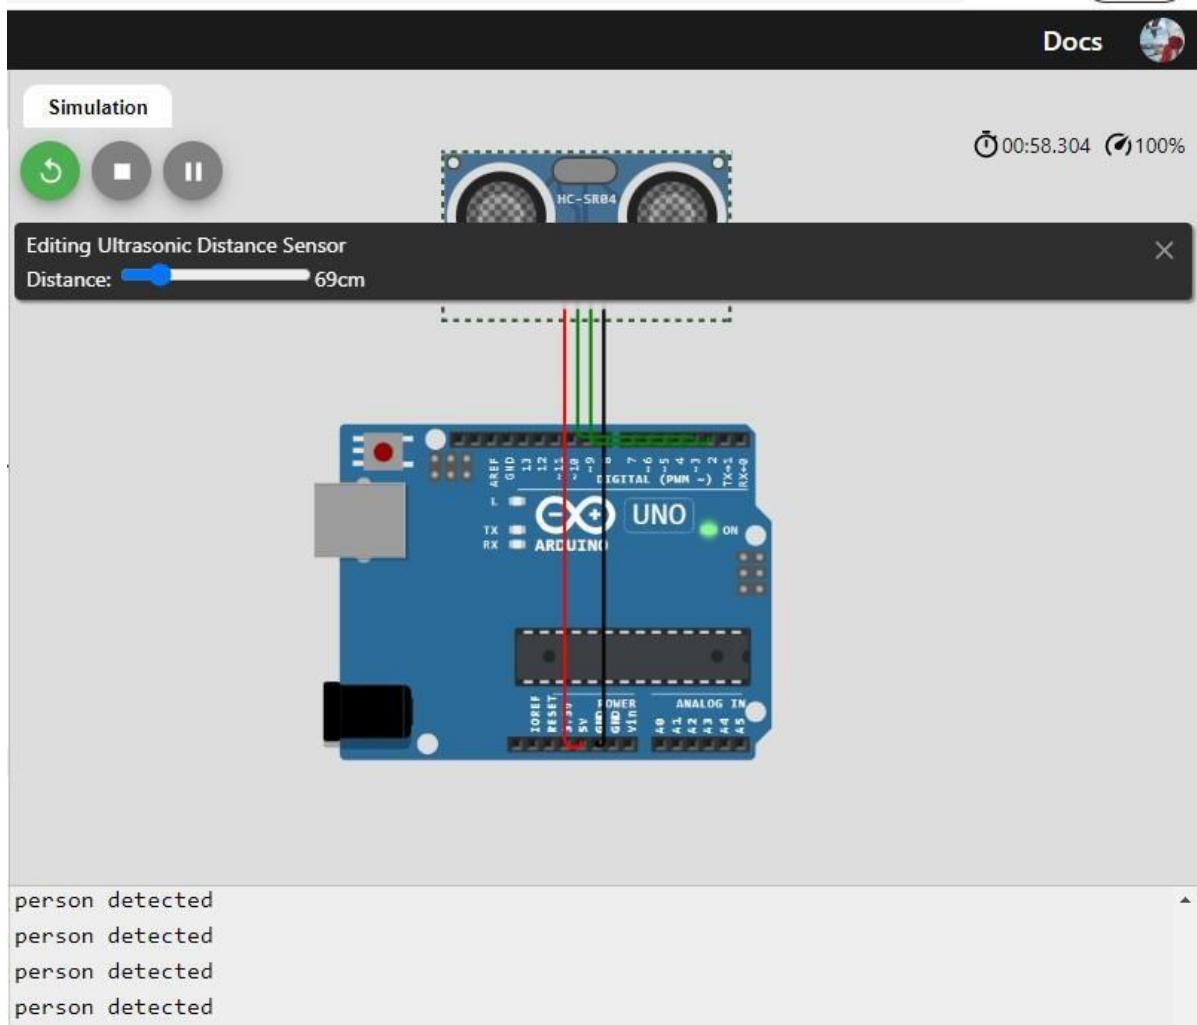 Docs
Simulation
00:58.304 100%
HC-SR04
Editing Ultrasonic Distance Sensor
Distance: 69cm
AREF
GND
13
12
~11
~10
~9
8
7
~6
~5
4
~3
2
TX→1
RX←0
DIGITAL (PWM ~)
L
UNO
ON
TX
RX
ARDUINO
POWER
ANALOG IN
IOREF
RESET
3.3V
5V
GND
GND
Vin
A0
A1
A2
A3
A4
A5
person detected
person detected
person detected
person detected